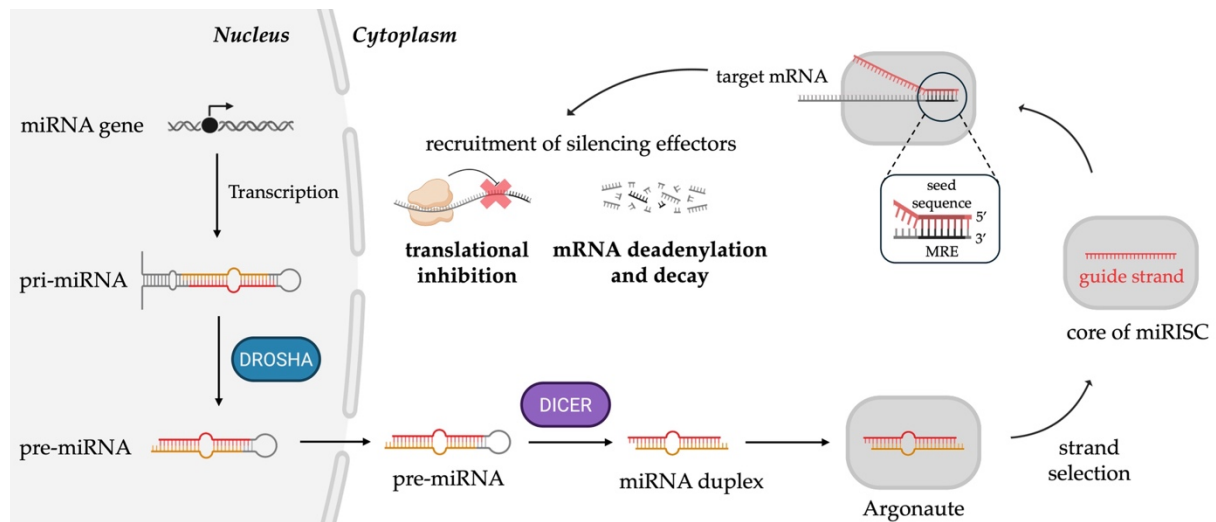 Nucleus
Cytoplasm
miRNA gene
Transcription
pri-miRNA
DROSHA
pre-miRNA
pre-miRNA
DICER
miRNA duplex
Argonaute
strand
selection
guide strand
core of miRISC
target mRNA
seed
sequence
5′
3′
MRE
recruitment of silencing effectors
translational
inhibition
mRNA deadenylation
and decay